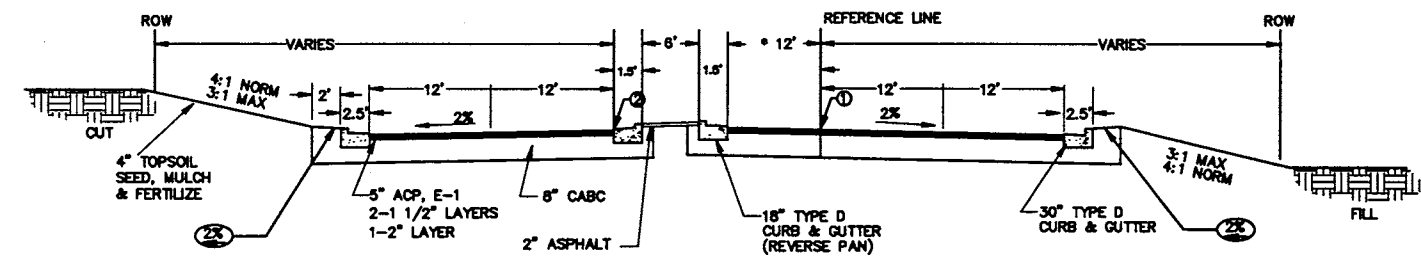 ROW
REFERENCE LINE
ROW
VARIES
6'
* 12'
VARIES
1.5'
1.5'
4:1 NORM
3:1 MAX
2'
2.5'
12'
12'
2
1
12'
12'
2.5'
2%
2%
CUT
4" TOPSOIL
SEED, MULCH
& FERTILIZE
3:1 MAX
4:1 NORM
FILL
5" ACP, E-1
2-1 1/2" LAYERS
1-2" LAYER
8" CABC
2" ASPHALT
18" TYPE D
CURB & GUTTER
(REVERSE PAN)
30" TYPE D
CURB & GUTTER
2%
2%